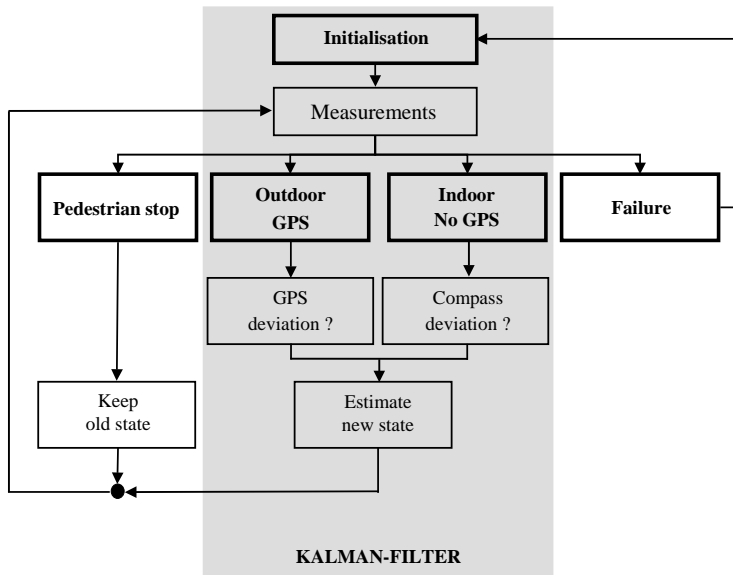 Initialisation
Measurements
Pedestrian stop
Outdoor
GPS
Indoor
No GPS
Failure
GPS
deviation ?
Compass
deviation ?
Keep
old state
Estimate
new state
KALMAN-FILTER